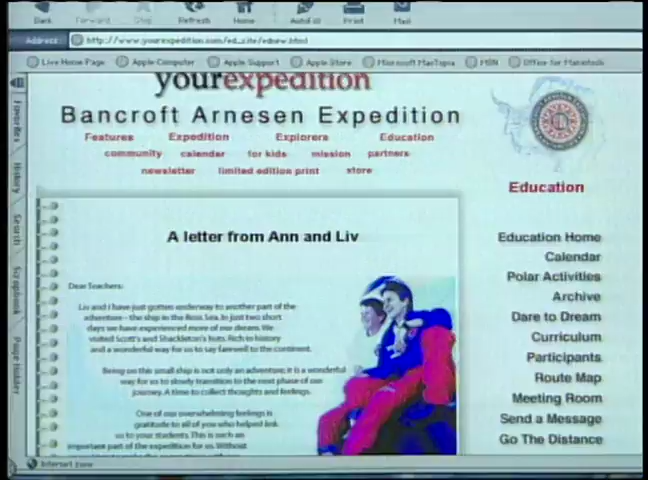 Back Forward Stop Refresh Home AutoFill Print Mail
Address: http://www.yourexpedition.com/ed_site/ednew.html
Live Home Page Apple Computer Apple Support Apple Store Microsoft MacTopia MSN Office for Macintosh
Favorites
History
Search
Scrapbook
Page Holder
yourexpedition
Bancroft Arnesen Expedition
Features Expedition Explorers Education
community calendar for kids mission partners
newsletter limited edition print store
A letter from Ann and Liv
Dear Teachers:
Liv and I have just gotten underway to another part of the
adventure - the ship in the Ross Sea. In just two short
days we have experienced more of our dreams. We
visited Scott's and Shackleton's huts. Rich in history
and a wonderful way for us to say farewell to the continent.
Being on this small ship is not only an adventure; it is a wonderful
way for us to slowly transition to the next phase of our
journey. A time to collect thoughts and feelings.
One of our overwhelming feelings is
gratitude to all of you who helped link
us to your students. This is such an
important part of the expedition for us. Without
Education
Education Home
Calendar
Polar Activities
Archive
Dare to Dream
Curriculum
Participants
Route Map
Meeting Room
Send a Message
Go The Distance
Internet zone